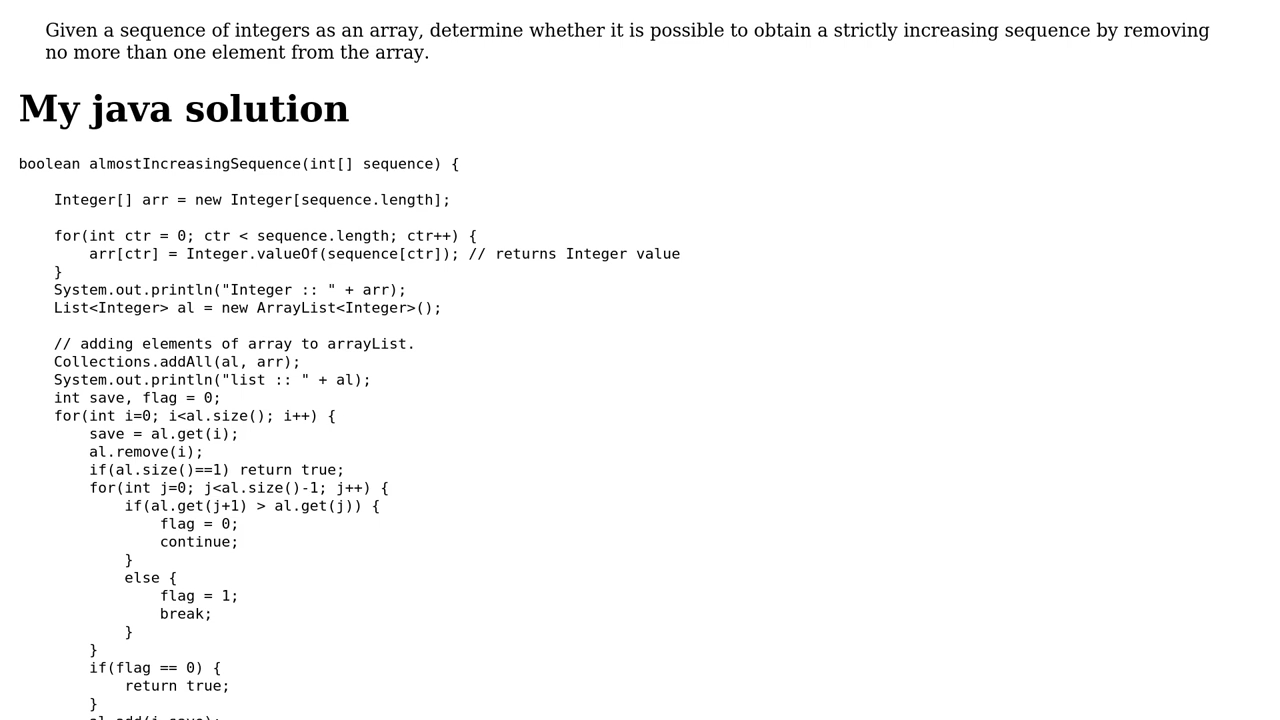 Given a sequence of integers as an array, determine whether it is possible to obtain a strictly increasing sequence by removing
no more than one element from the array.
My java solution
boolean almostIncreasingSequence(int[] sequence) {
    Integer[] arr = new Integer[sequence.length];
    for(int ctr = 0; ctr < sequence.length; ctr++) {
        arr[ctr] = Integer.valueOf(sequence[ctr]); // returns Integer value
    }
    System.out.println("Integer :: " + arr);
    List<Integer> al = new ArrayList<Integer>();
    // adding elements of array to arrayList.
    Collections.addAll(al, arr);
    System.out.println("list :: " + al);
    int save, flag = 0;
    for(int i=0; i<al.size(); i++) {
        save = al.get(i);
        al.remove(i);
        if(al.size()==1) return true;
        for(int j=0; j<al.size()-1; j++) {
            if(al.get(j+1) > al.get(j)) {
                flag = 0;
                continue;
            }
            else {
                flag = 1;
                break;
            }
        }
        if(flag == 0) {
            return true;
        }